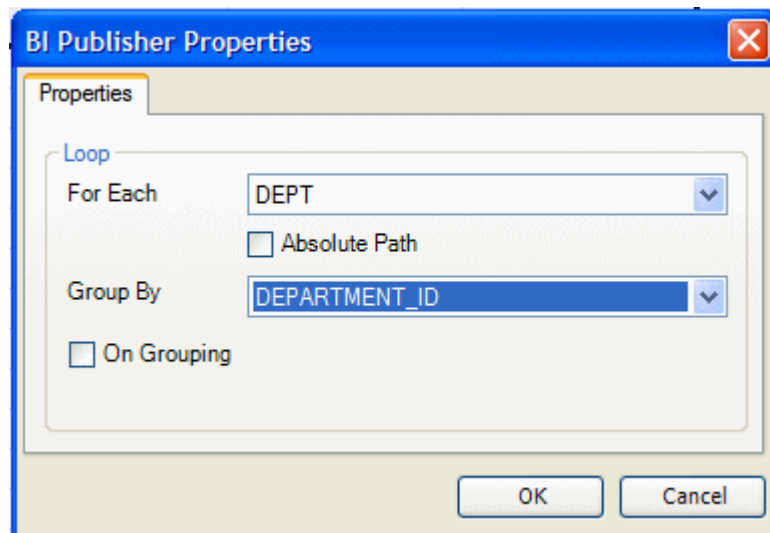 BI Publisher Properties
Properties
Loop
For Each DEPT
Absolute Path
Group By DEPARTMENT_ID
On Grouping
OK Cancel